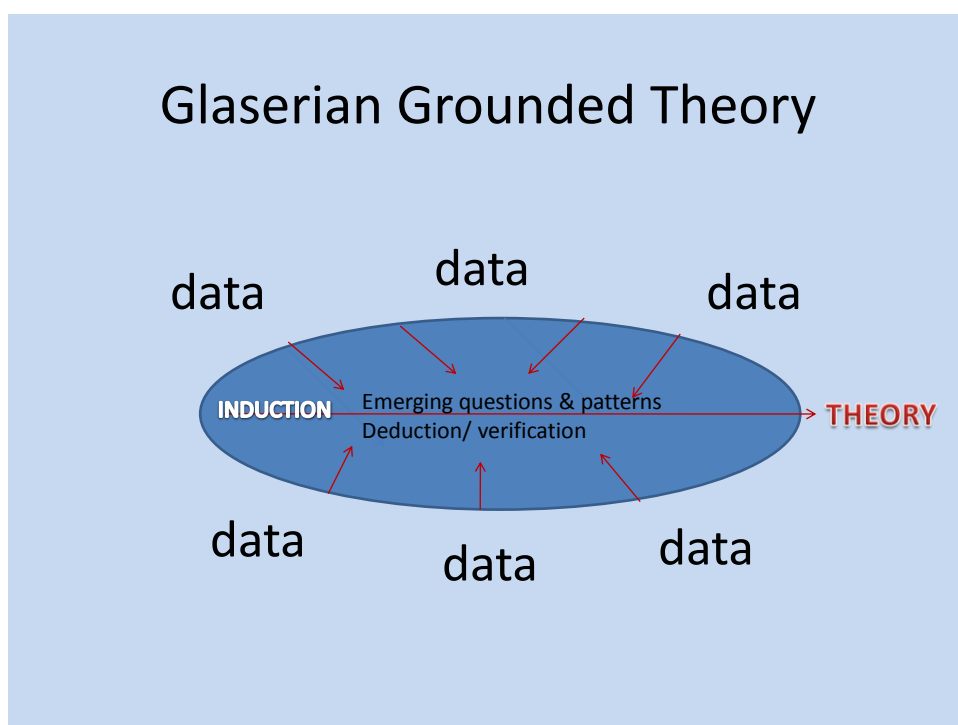 Glaserian Grounded Theory
data
data
data
INDUCTION
Emerging questions & patterns
Deduction/ verification
THEORY
data
data
data